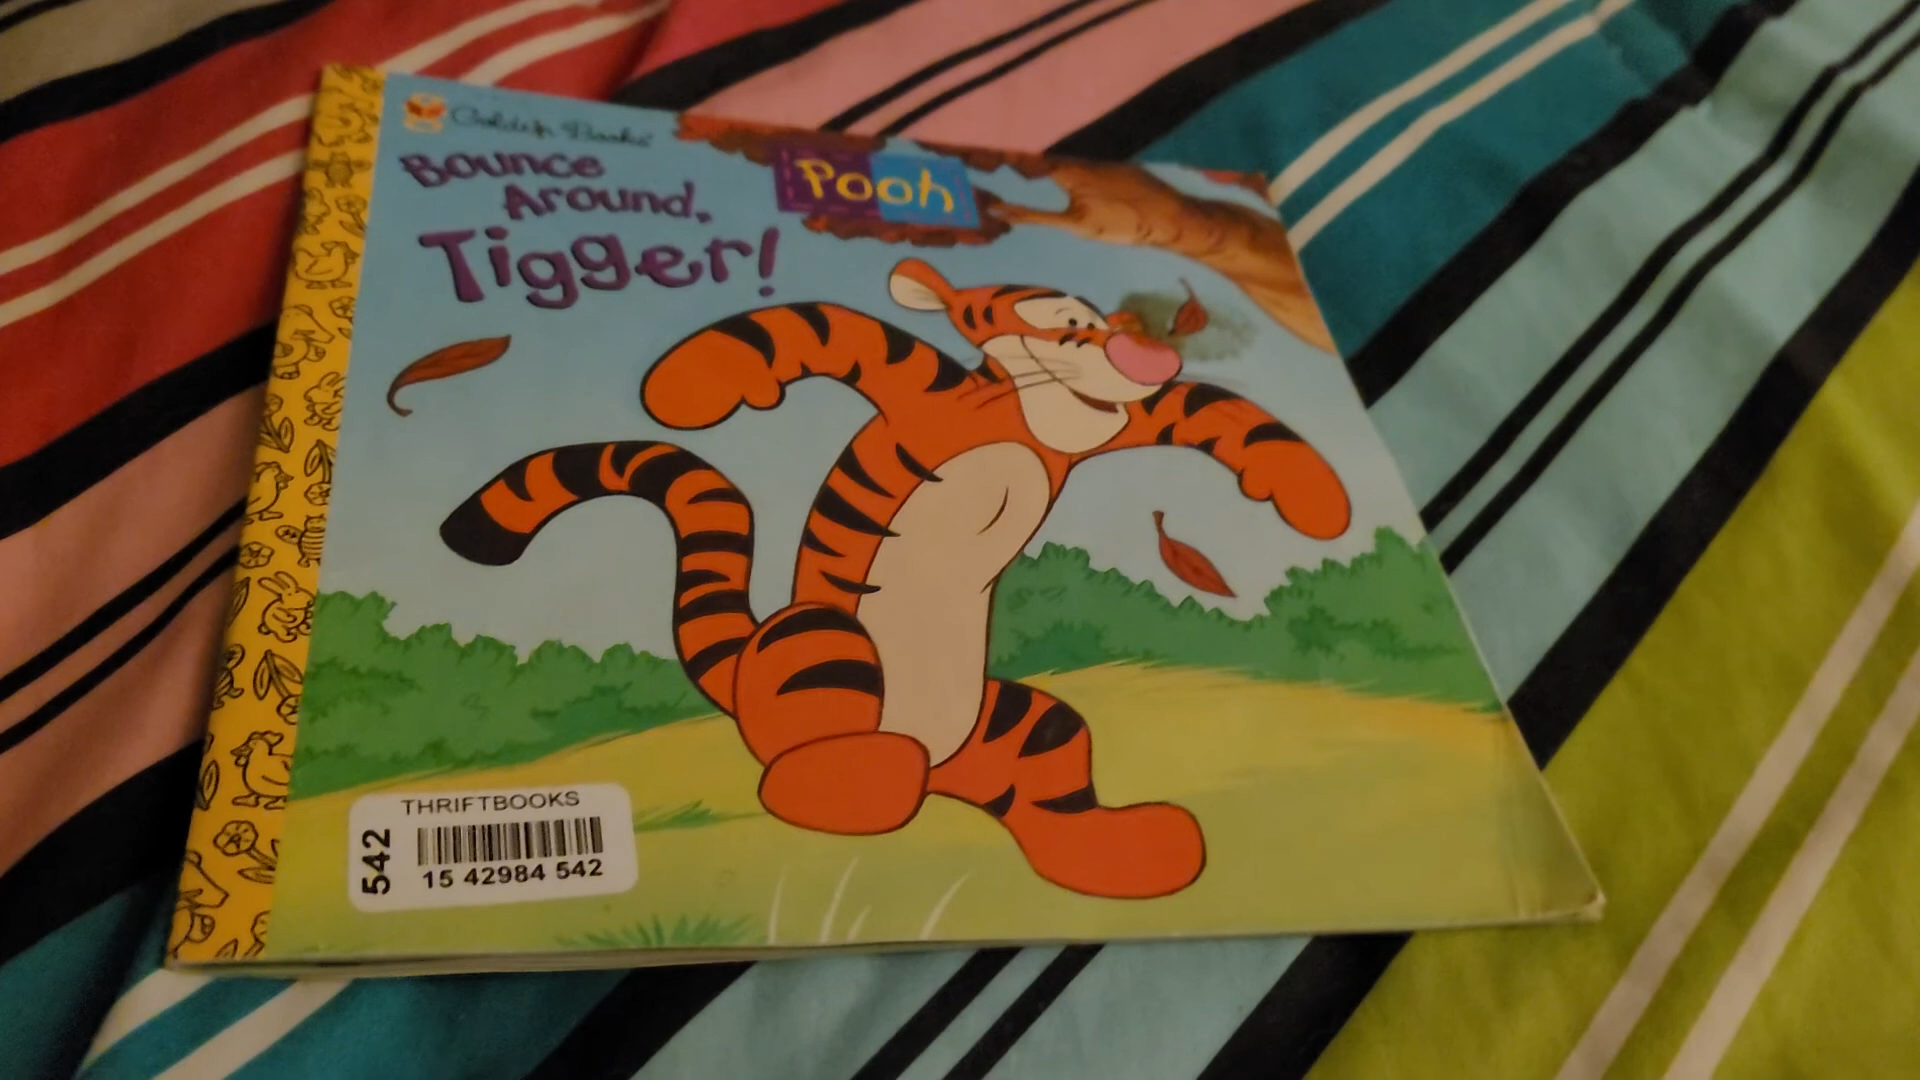 Golden Books
Bounce
Around,
Tigger!
Pooh
THRIFTBOOKS
542
15 42984 542